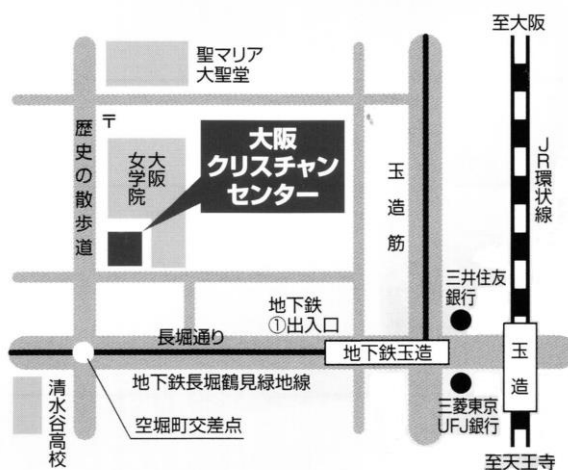 至大阪
聖マリア
大聖堂
〒
歴史の散歩道
大阪
女学院
大阪
クリスチャン
センター
玉造筋
JR環状線
三井住友
銀行
地下鉄
①出入口
長堀通り
地下鉄玉造
玉造
地下鉄長堀鶴見緑地線
清水谷高校
空堀町交差点
三菱東京
UFJ銀行
至天王寺